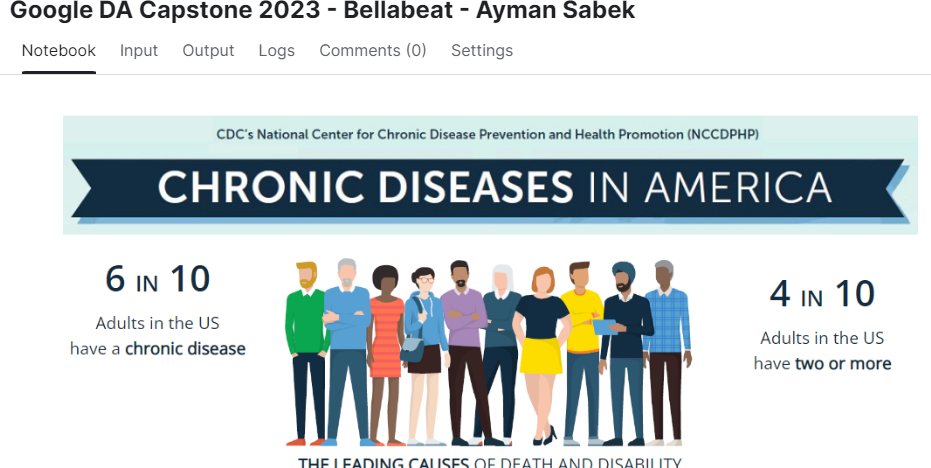 Google DA Capstone 2023 - Bellabeat - Ayman Sabek
Notebook Input Output Logs Comments (0) Settings
CDC's National Center for Chronic Disease Prevention and Health Promotion (NCCDPHP)
CHRONIC DISEASES IN AMERICA
6 IN 10
Adults in the US
have a chronic disease
4 IN 10
Adults in the US
have two or more
THE LEADING CAUSES OF DEATH AND DISABILITY